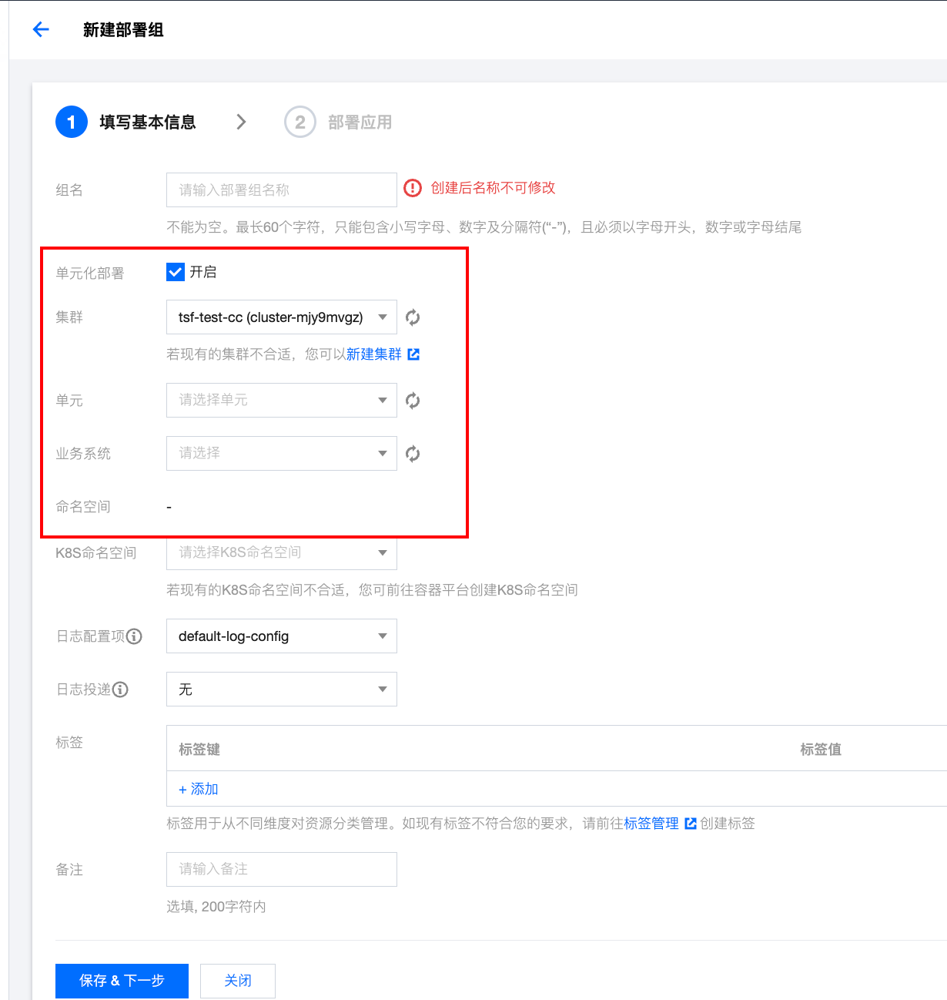 新建部署组
1 填写基本信息 2 部署应用
组名 请输入部署组名称 创建后名称不可修改
不能为空。最长60个字符，只能包含小写字母、数字及分隔符(“-”)，且必须以字母开头，数字或字母结尾
单元化部署 开启
集群 tsf-test-cc (cluster-mjy9mvgz)
若现有的集群不合适，您可以新建集群
单元 请选择单元
业务系统 请选择
命名空间 -
K8S命名空间 请选择K8S命名空间
若现有的K8S命名空间不合适，您可前往容器平台创建K8S命名空间
日志配置项 default-log-config
日志投递 无
标签 标签键 标签值
+ 添加
标签用于从不同维度对资源分类管理。如现有标签不符合您的要求，请前往标签管理 创建标签
备注 请输入备注
选填, 200字符内
保存 & 下一步 关闭